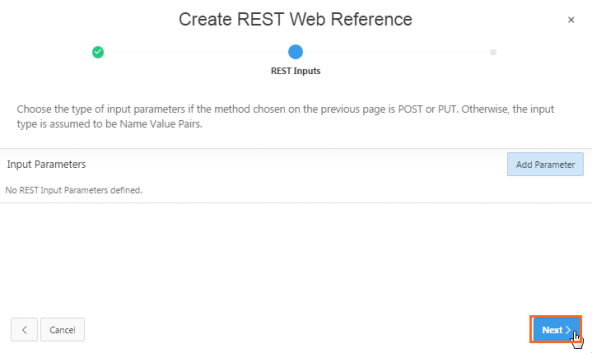 Create REST Web Reference
REST Inputs
Choose the type of input parameters if the method chosen on the previous page is POST or PUT. Otherwise, the input
type is assumed to be Name Value Pairs.
Input Parameters
Add Parameter
No REST Input Parameters defined.
Cancel
Next